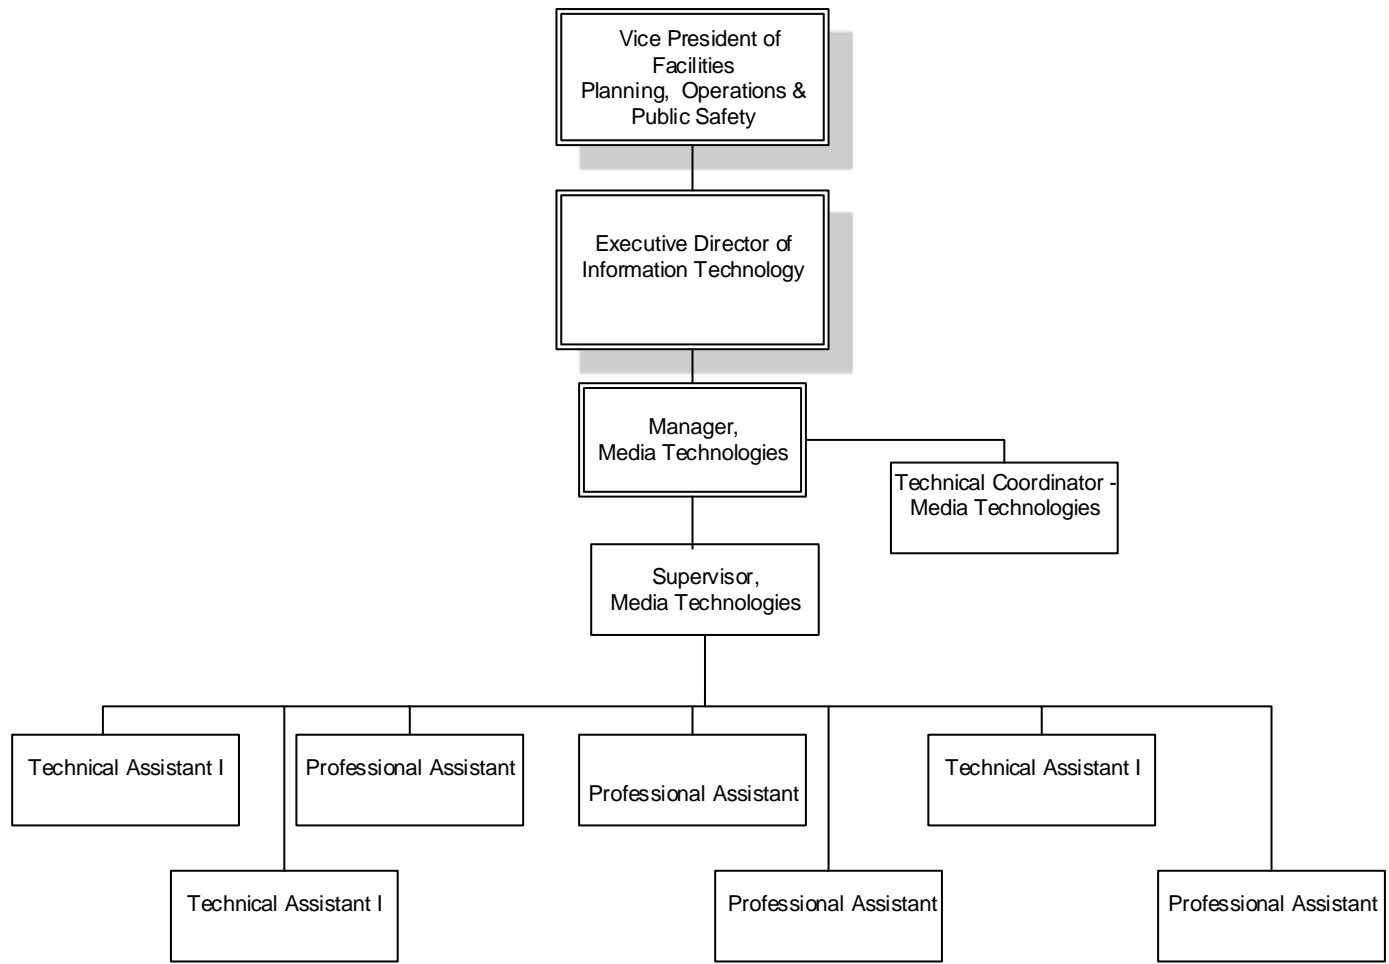 Vice President of
Facilities
Planning, Operations &
Public Safety
Executive Director of
Information Technology
Manager,
Media Technologies
Technical Coordinator -
Media Technologies
Supervisor,
Media Technologies
Technical Assistant I
Professional Assistant
Professional Assistant
Technical Assistant I
Technical Assistant I
Professional Assistant
Professional Assistant